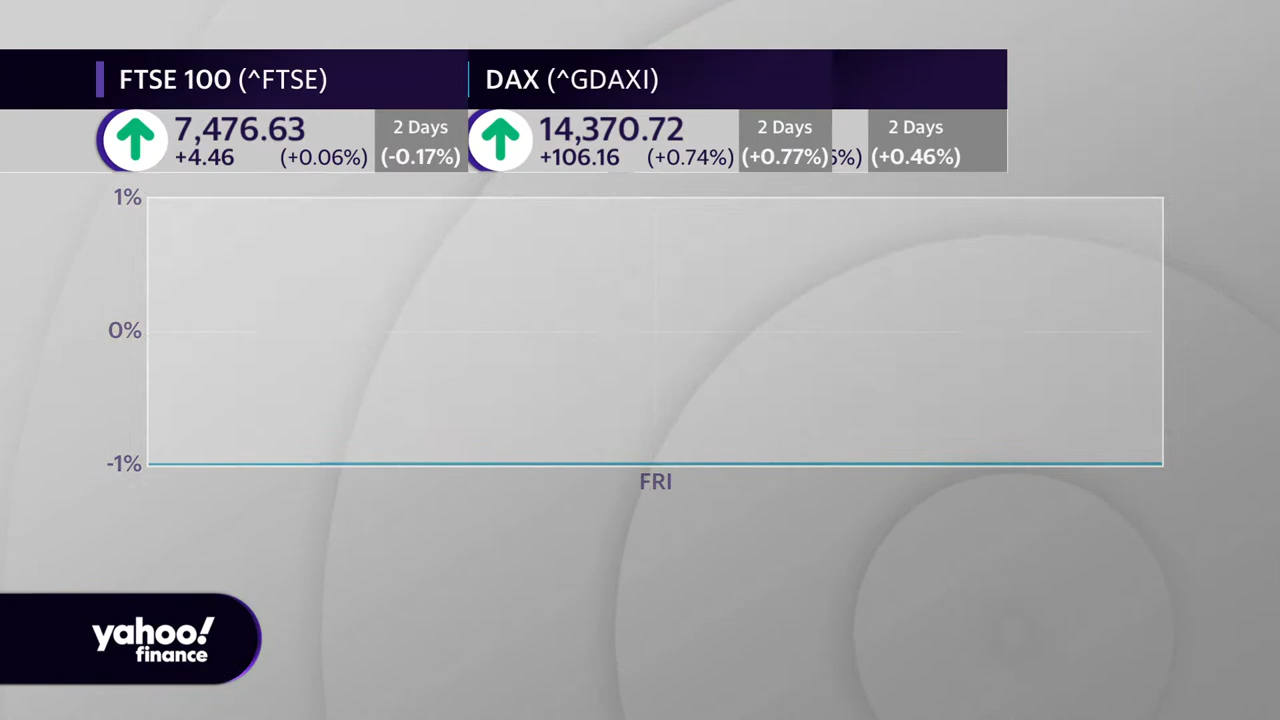 FTSE 100 (^FTSE)
7,476.63
+4.46 (+0.06%)
2 Days
(-0.17%)
DAX (^GDAXI)
14,370.72
+106.16 (+0.74%)
2 Days
(+0.77%)
%)
2 Days
(+0.46%)
1%
0%
-1%
FRI
yahoo!
finance